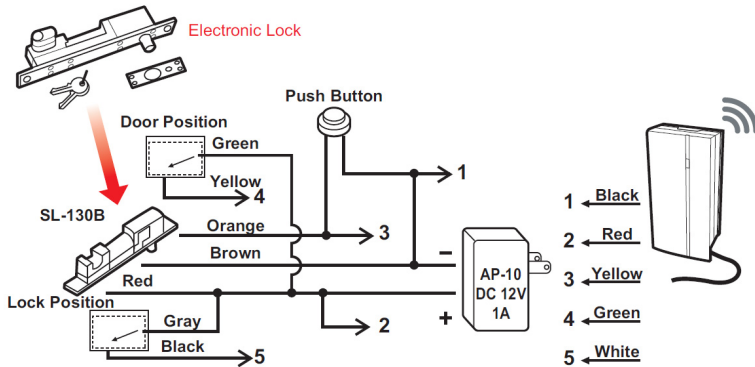 Electronic Lock
Push Button
Door Position
Green
Yellow
4
1
SL-130B
Orange
3
Brown
Red
−
+
AP-10
DC 12V
1A
Lock Position
2
Gray
Black
5
1 Black
2 Red
3 Yellow
4 Green
5 White